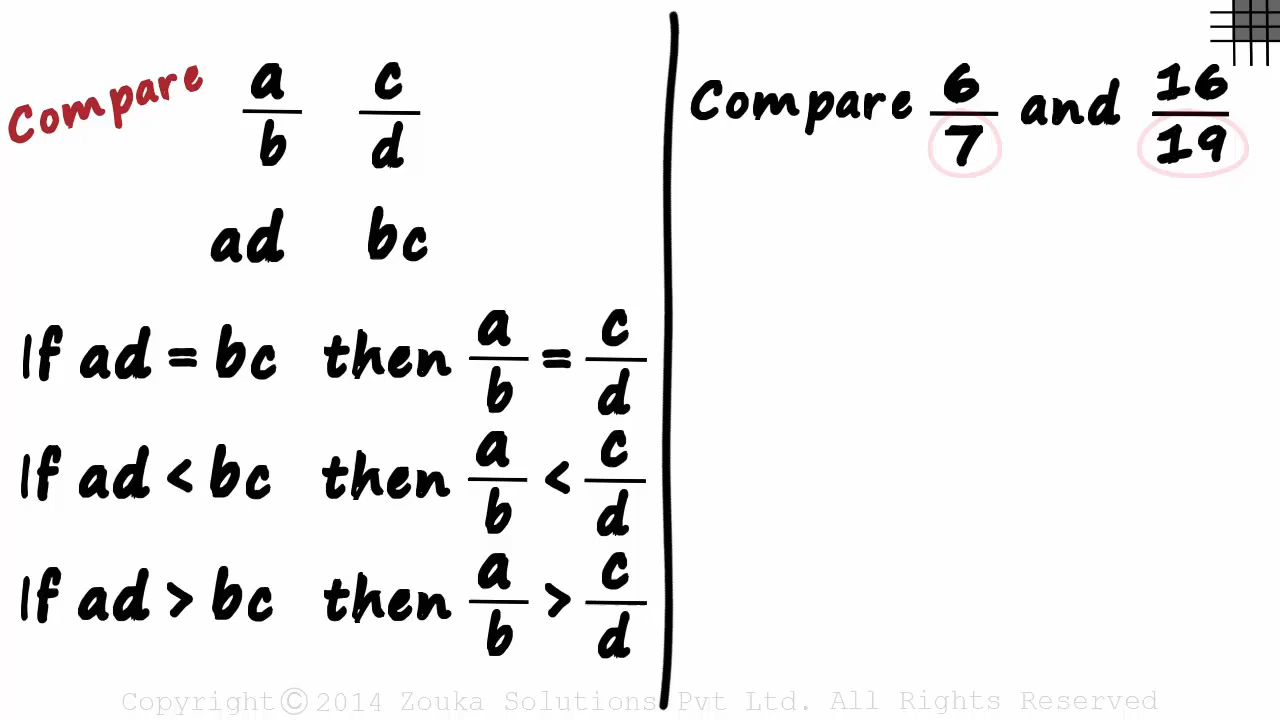 Compare a/b c/d
ad bc
If ad = bc then a/b = c/d
If ad < bc then a/b < c/d
If ad > bc then a/b > c/d
Compare 6/7 and 16/19
Copyright © 2014 Zouka Solutions Pvt Ltd. All Rights Reserved